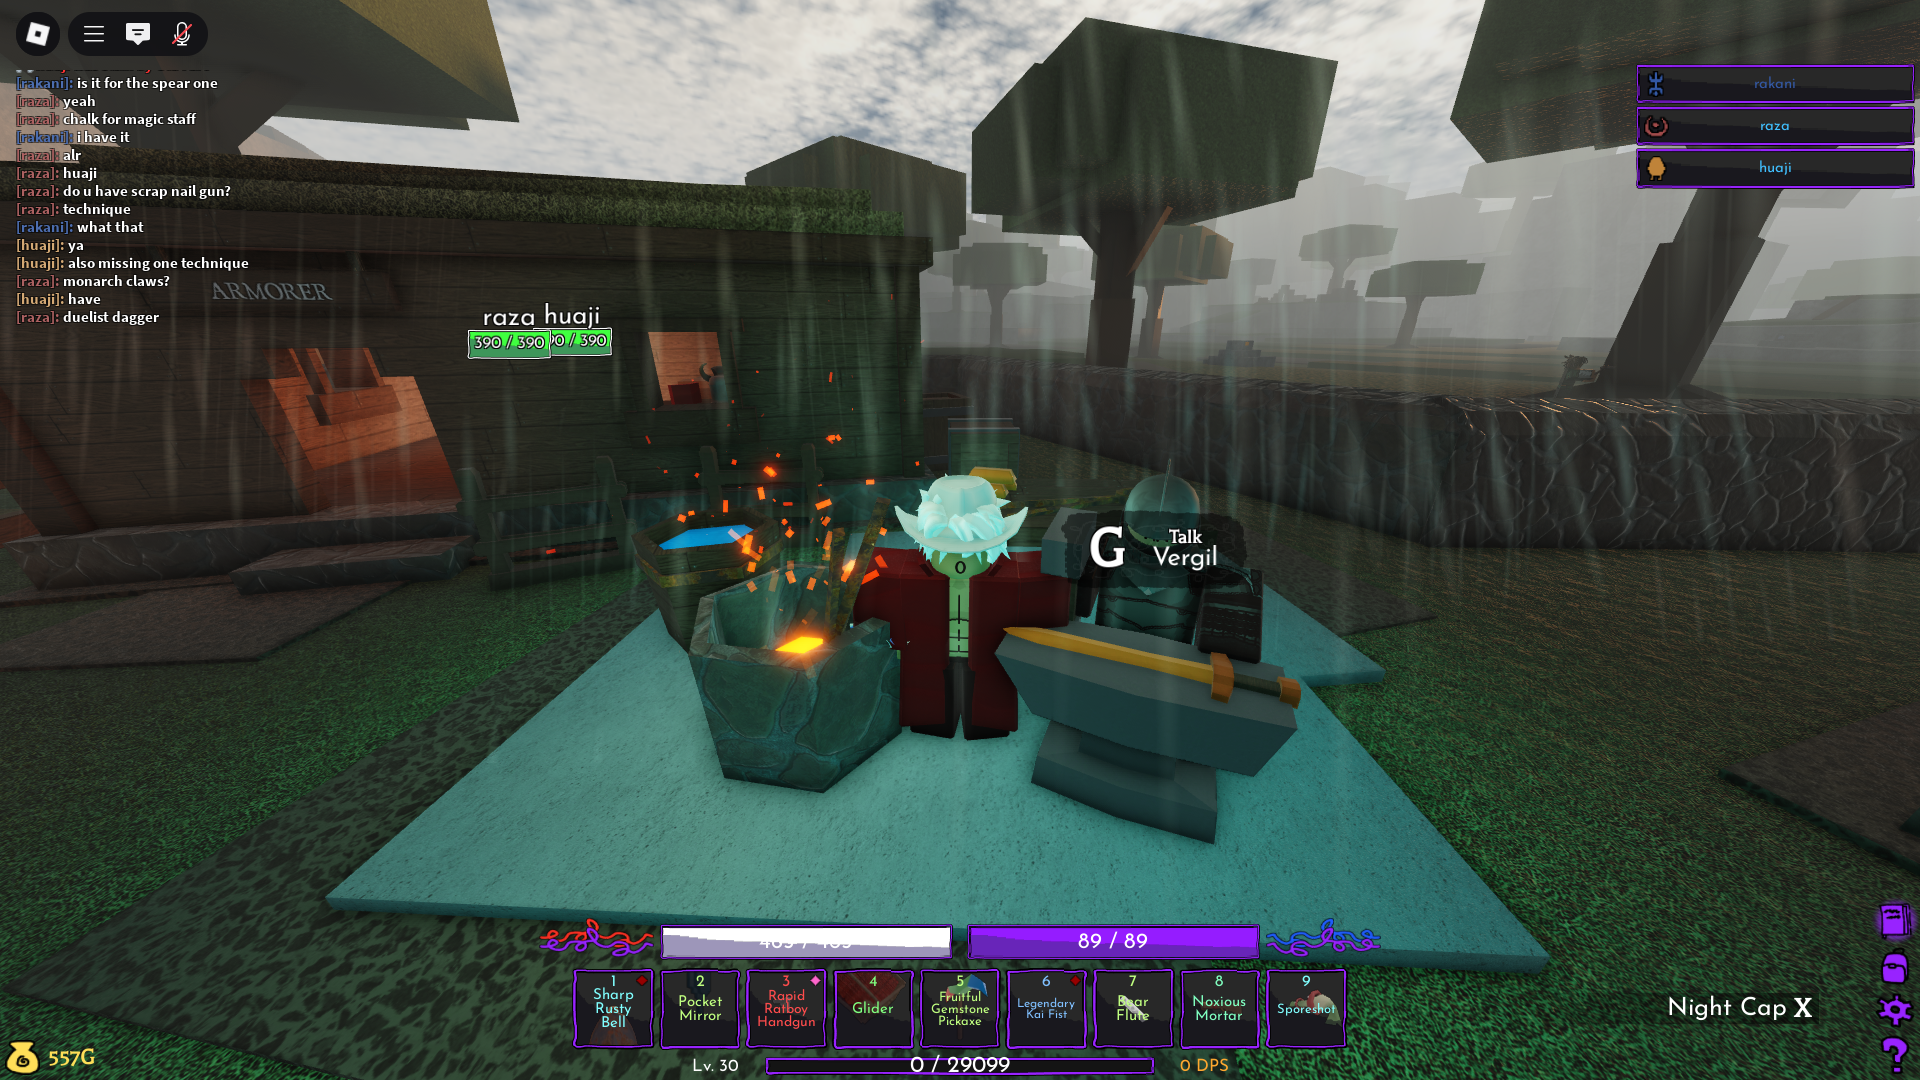 [rakani]: is it for the spear one
[raza]: yeah
[raza]: chalk for magic staff
[rakani]: i have it
[raza]: alr
[raza]: huaji
[raza]: do u have scrap nail gun?
[raza]: technique
[rakani]: what that
[huaji]: ya
[huaji]: also missing one technique
[raza]: monarch claws?
[huaji]: have
[raza]: duelist dagger
rakani
raza
huaji
ARMORER
raza huaji
390 / 390
/ 390
G Talk
Vergil
89 / 89
1
Sharp
Rusty
Bell
2
Pocket
Mirror
3
Rapid
Ratboy
Handgun
4
Glider
5
Fruitful
Gemstone
Pickaxe
6
Legendary
Kai Fist
7
Bear
Flute
8
Noxious
Mortar
9
Sporeshot
Night Cap X
557G
Lv. 30
0 / 29099
0 DPS
?